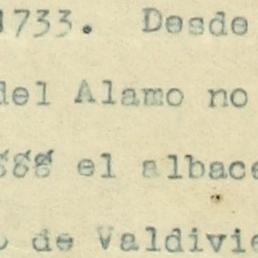 1733. Desde
del Alamo no
el albace
de Valdivie